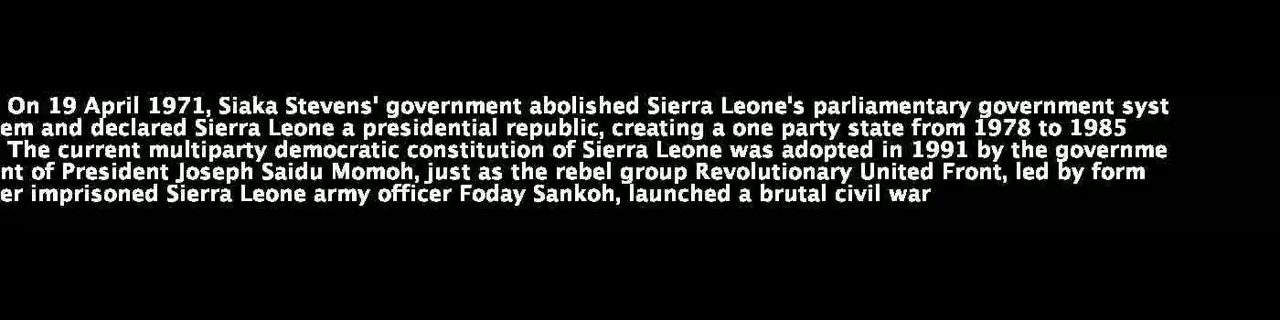 On 19 April 1971, Siaka Stevens' government abolished Sierra Leone's parliamentary government syst
em and declared Sierra Leone a presidential republic, creating a one party state from 1978 to 1985
The current multiparty democratic constitution of Sierra Leone was adopted in 1991 by the governme
nt of President Joseph Saidu Momoh, just as the rebel group Revolutionary United Front, led by form
er imprisoned Sierra Leone army officer Foday Sankoh, launched a brutal civil war